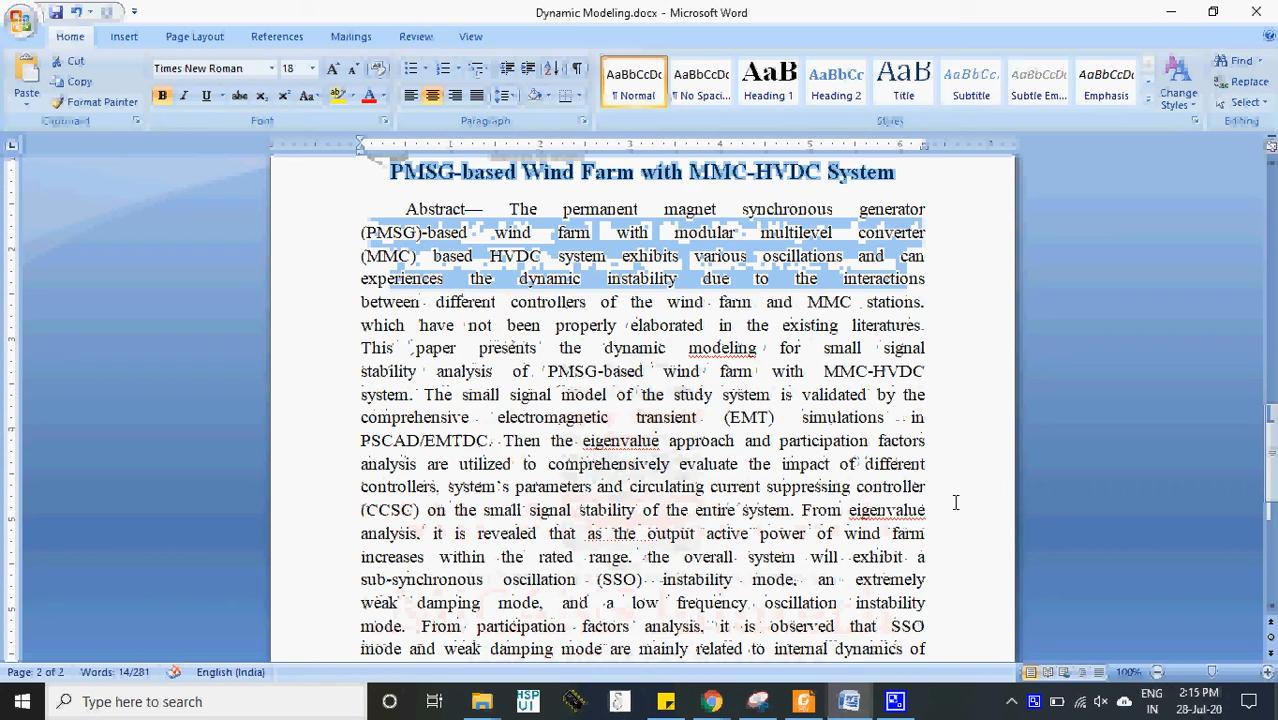 Dynamic Modeling.docx - Microsoft Word
Home Insert Page Layout References Mailings Review View
Paste
Cut
Copy
Format Painter
Clipboard
Times New Roman 18
B I U abc x₂ x² Aa A
Font
Paragraph
AaBbCcDc ¶ Normal
AaBbCcDc ¶ No Spaci...
AaB Heading 1
AaBbCc Heading 2
AaB Title
AaBbCc Subtitle
AaBbCcDc Subtle Em...
AaBbCcDc Emphasis
Change Styles
Styles
Find
Replace
Select
Editing
PMSG-based Wind Farm with MMC-HVDC System
Abstract— The permanent magnet synchronous generator
(PMSG)-based wind farm with modular multilevel converter
(MMC) based HVDC system exhibits various oscillations and can
experiences the dynamic instability due to the interactions
between different controllers of the wind farm and MMC stations.
which have not been properly elaborated in the existing literatures.
This paper presents the dynamic modeling for small signal
stability analysis of PMSG-based wind farm with MMC-HVDC
system. The small signal model of the study system is validated by the
comprehensive electromagnetic transient (EMT) simulations in
PSCAD/EMTDC. Then the eigenvalue approach and participation factors
analysis are utilized to comprehensively evaluate the impact of different
controllers, system's parameters and circulating current suppressing controller
(CCSC) on the small signal stability of the entire system. From eigenvalue
analysis, it is revealed that as the output active power of wind farm
increases within the rated range. the overall system will exhibit a
sub-synchronous oscillation (SSO) instability mode, an extremely
weak damping mode, and a low frequency oscillation instability
mode. From participation factors analysis, it is observed that SSO
mode and weak damping mode are mainly related to internal dynamics of
Page: 2 of 2 Words: 14/281 English (India) 100%
Type here to search
HSP UI
ENG IN
2:15 PM
28-Jul-20